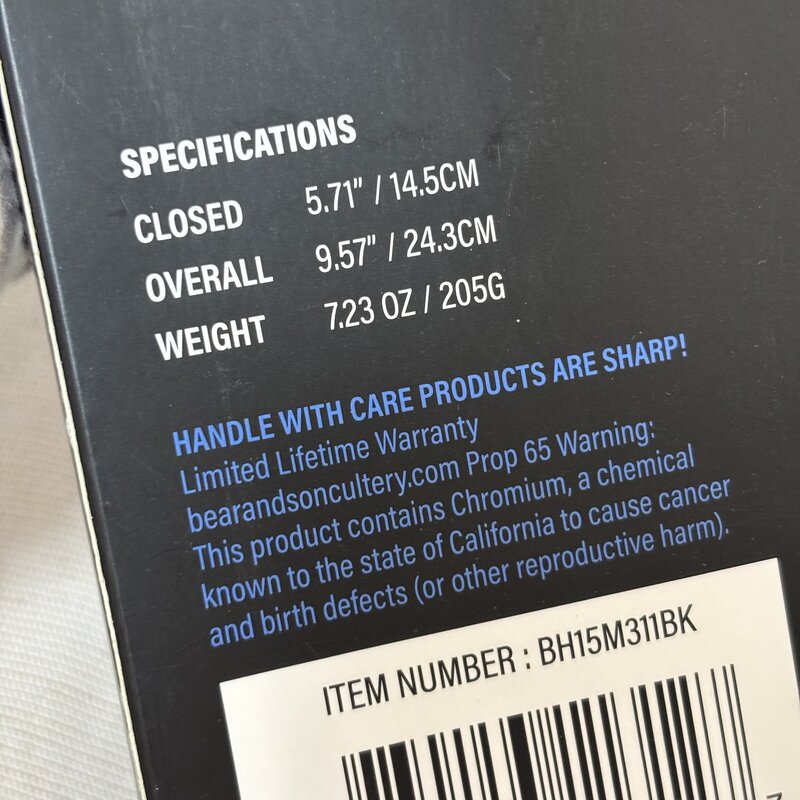 SPECIFICATIONS
CLOSED 5.71" / 14.5CM
OVERALL 9.57" / 24.3CM
WEIGHT 7.23 OZ / 205G
HANDLE WITH CARE PRODUCTS ARE SHARP!
Limited Lifetime Warranty
bearandsoncultery.com Prop 65 Warning:
This product contains Chromium, a chemical
known to the state of California to cause cancer
and birth defects (or other reproductive harm).
ITEM NUMBER : BH15M311BK